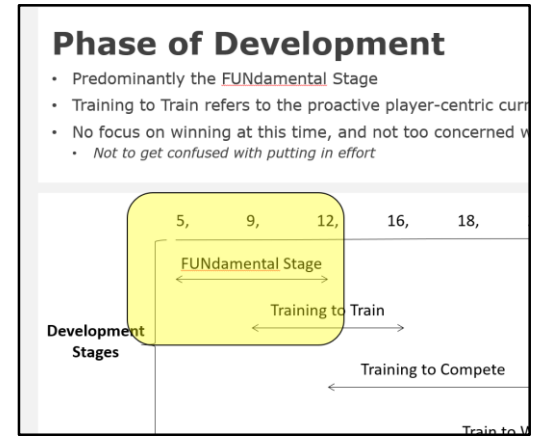 Phase of Development
• Predominantly the FUNdamental Stage
• Training to Train refers to the proactive player-centric
• No focus on winning at this time, and not too concerned
• Not to get confused with putting in effort
5, 9, 12, 16, 18,
FUNdamental Stage
Training to Train
Development
Stages
Training to Compete
Train to